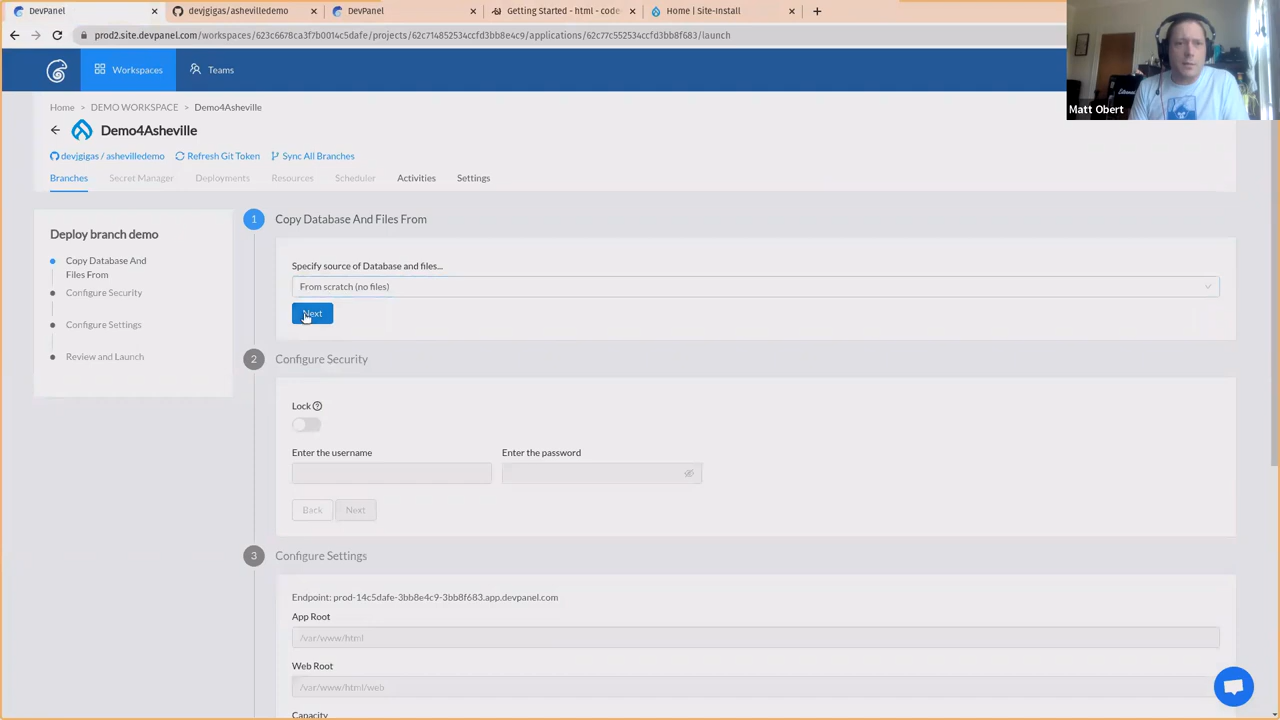 DevPanel
devjgigas/ashevilledemo
DevPanel
Getting Started - html - code-
Home | Site-Install
prod2.site.devpanel.com/workspaces/623c6678ca3f7b0014c5dafe/projects/62c714852534ccfd3bb8e4c9/applications/62c77c552534ccfd3bb8f683/launch
Workspaces
Teams
Matt Obert
Home > DEMO WORKSPACE > Demo4Asheville
Demo4Asheville
devjgigas / ashevilledemo Refresh Git Token Sync All Branches
Branches Secret Manager Deployments Resources Scheduler Activities Settings
Deploy branch demo
Copy Database And
Files From
Configure Security
Configure Settings
Review and Launch
1 Copy Database And Files From
Specify source of Database and files...
From scratch (no files)
Next
2 Configure Security
Lock
Enter the username Enter the password
Back Next
3 Configure Settings
Endpoint: prod-14c5dafe-3bb8e4c9-3bb8f683.app.devpanel.com
App Root
/var/www/html
Web Root
/var/www/html/web
Capacity